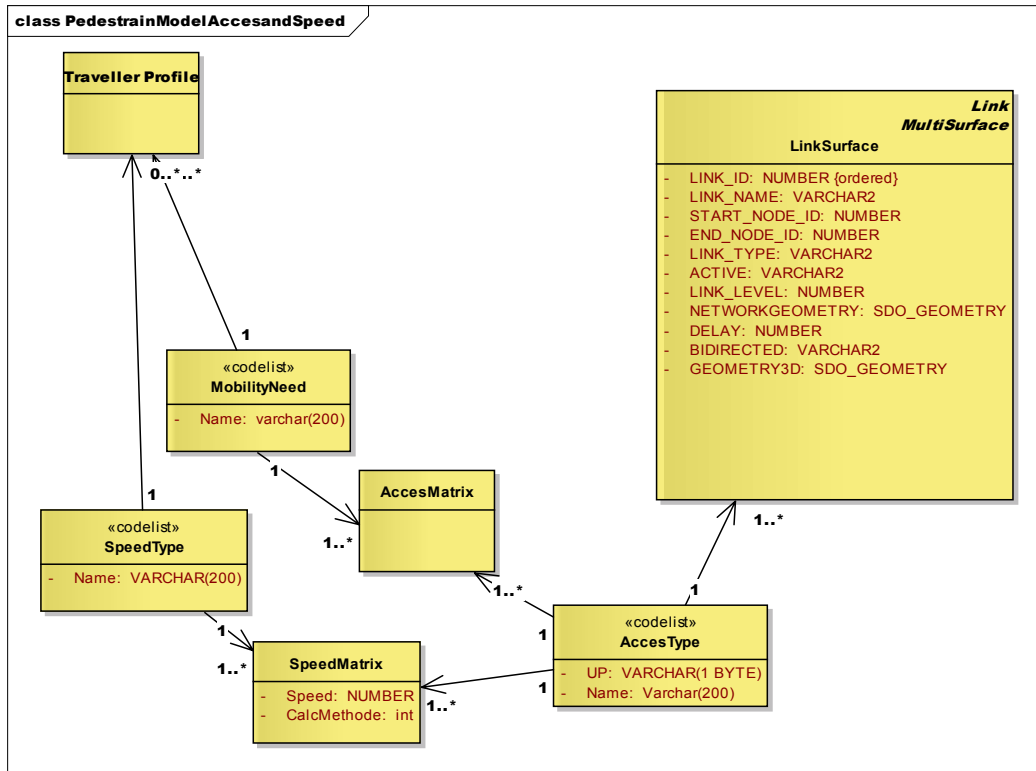 class PedestrainModelAccesandSpeed
Traveller Profile
0..*..*
1
«codelist»
MobilityNeed
- Name: varchar(200)
1
1..*
AccesMatrix
1..*
1
«codelist»
SpeedType
- Name: VARCHAR(200)
1
1..*
SpeedMatrix
- Speed: NUMBER
- CalcMethode: int
1..*
1
1
«codelist»
AccesType
- UP: VARCHAR(1 BYTE)
- Name: Varchar(200)
1
1..*
Link
MultiSurface
LinkSurface
- LINK_ID: NUMBER {ordered}
- LINK_NAME: VARCHAR2
- START_NODE_ID: NUMBER
- END_NODE_ID: NUMBER
- LINK_TYPE: VARCHAR2
- ACTIVE: VARCHAR2
- LINK_LEVEL: NUMBER
- NETWORKGEOMETRY: SDO_GEOMETRY
- DELAY: NUMBER
- BIDIRECTED: VARCHAR2
- GEOMETRY3D: SDO_GEOMETRY